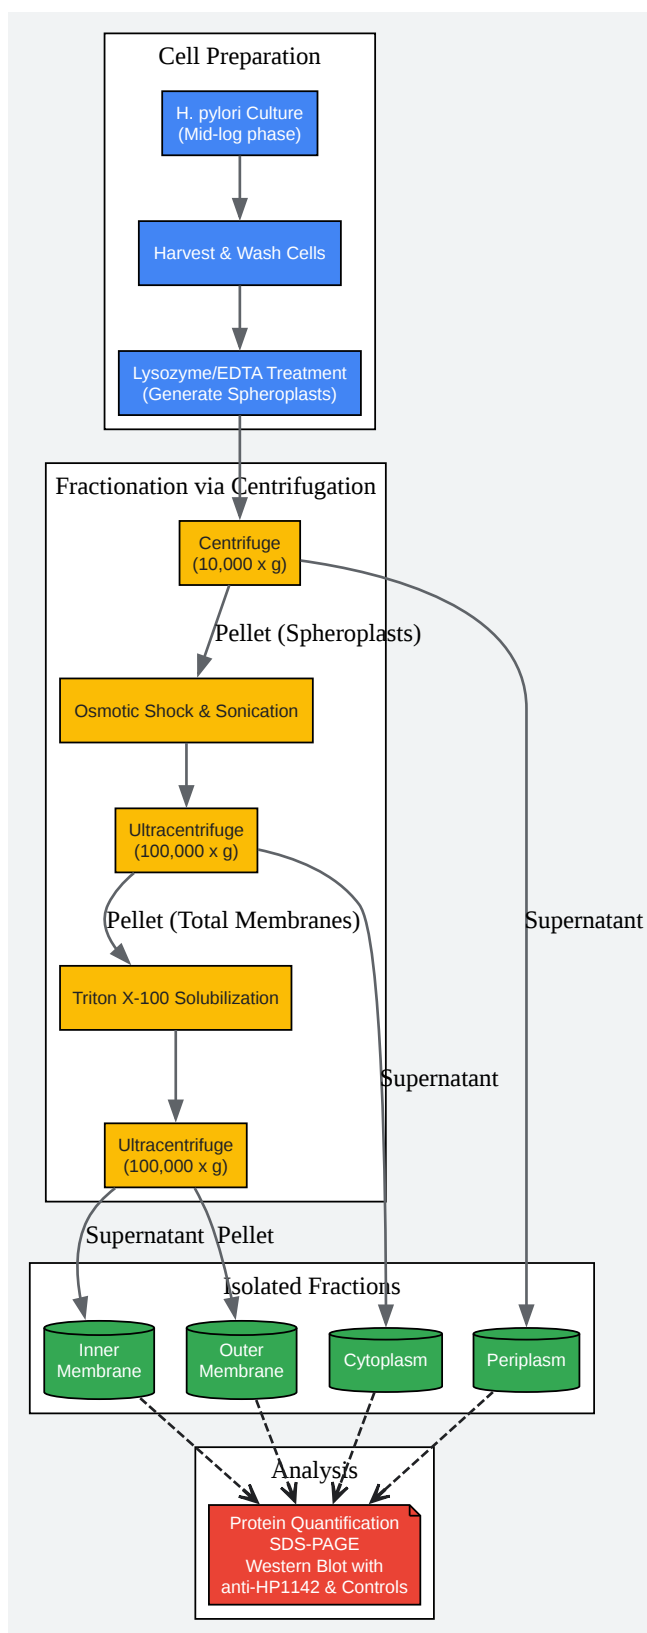 Cell Preparation
H. pylori Culture
(Mid-log phase)
Harvest & Wash Cells
Lysozyme/EDTA Treatment
(Generate Spheroplasts)
Fractionation via Centrifugation
Centrifuge
(10,000 x g)
Pellet (Spheroplasts)
Osmotic Shock & Sonication
Ultracentrifuge
(100,000 x g)
Pellet (Total Membranes)
Supernatant
Triton X-100 Solubilization
Supernatant
Ultracentrifuge
(100,000 x g)
Supernatant
Pellet
Isolated Fractions
Inner
Membrane
Outer
Membrane
Cytoplasm
Periplasm
Analysis
Protein Quantification
SDS-PAGE
Western Blot with
anti-HP1142 & Controls